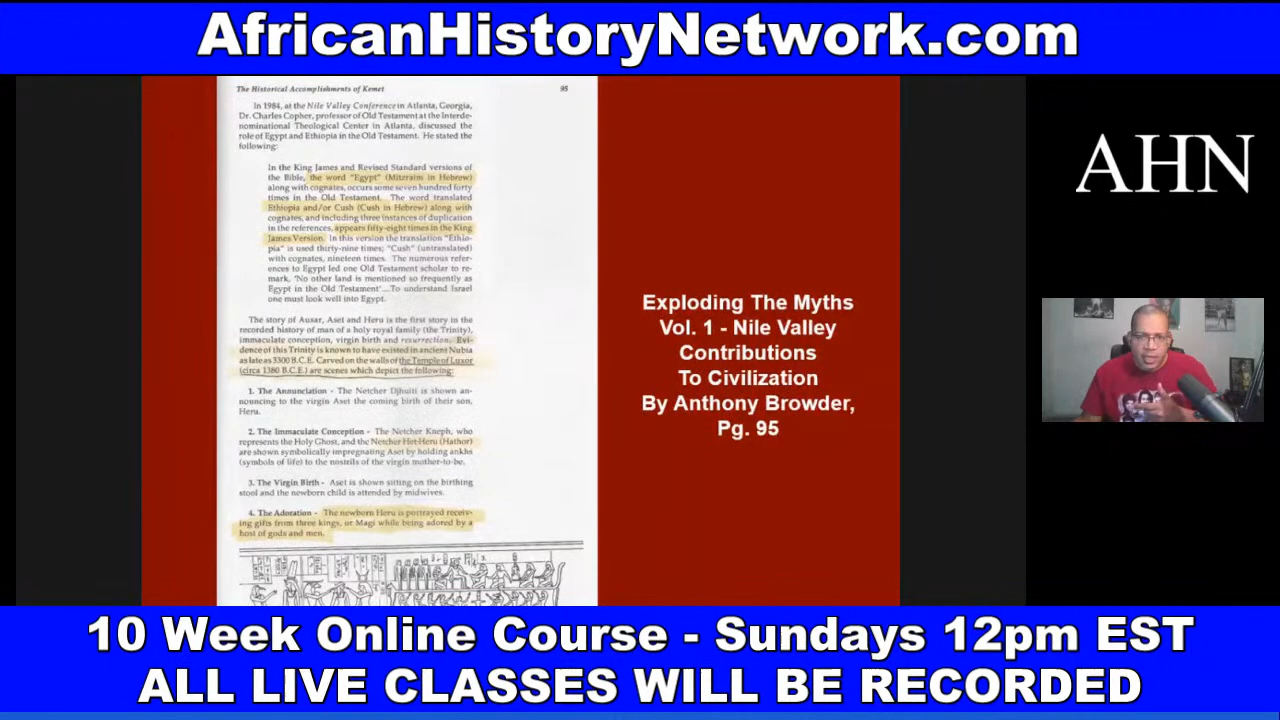 AfricanHistoryNetwork.com
The Historical Accomplishments of Kemet 95
In 1984, at the Nile Valley Conference in Atlanta, Georgia,
Dr. Charles Copher, professor of Old Testament at the Interde-
nominational Theological Center in Atlanta, discussed the
role of Egypt and Ethiopia in the Old Testament. He stated the
following:
In the King James and Revised Standard versions of
the Bible, the word "Egypt" (Mitzraim in Hebrew)
along with cognates, occurs some seven hundred forty
times in the Old Testament. The word translated
Ethiopia and/or Cush (Cush in Hebrew) along with
cognates, and including three instances of duplication
in the references, appears fifty-eight times in the King
James Version. In this version the translation "Ethio-
pia" is used thirty-nine times; "Cush" (untranslated)
with cognates, nineteen times. The numerous refer-
ences to Egypt led one Old Testament scholar to re-
mark, 'No other land is mentioned so frequently as
Egypt in the Old Testament'....To understand Israel
one must look well into Egypt.
The story of Ausar, Aset and Heru is the first story in the
recorded history of man of a holy royal family (the Trinity),
immaculate conception, virgin birth and resurrection. Evi-
dence of this Trinity is known to have existed in ancient Nubia
as late as 3300 B.C.E. Carved on the walls of the Temple of Luxor
(circa 1380 B.C.E.) are scenes which depict the following:
1. The Annunciation - The Netcher Djhuiti is shown an-
nouncing to the virgin Aset the coming birth of their son,
Heru.
2. The Immaculate Conception - The Netcher Kneph, who
represents the Holy Ghost, and the Netcher Het-Heru (Hathor)
are shown symbolically impregnating Aset by holding ankhs
(symbols of life) to the nostrils of the virgin mother-to-be.
3. The Virgin Birth - Aset is shown sitting on the birthing
stool and the newborn child is attended by midwives.
4. The Adoration - The newborn Heru is portrayed receiv-
ing gifts from three kings, or Magi while being adored by a
host of gods and men.
Exploding The Myths
Vol. 1 - Nile Valley
Contributions
To Civilization
By Anthony Browder,
Pg. 95
AHN
10 Week Online Course - Sundays 12pm EST
ALL LIVE CLASSES WILL BE RECORDED